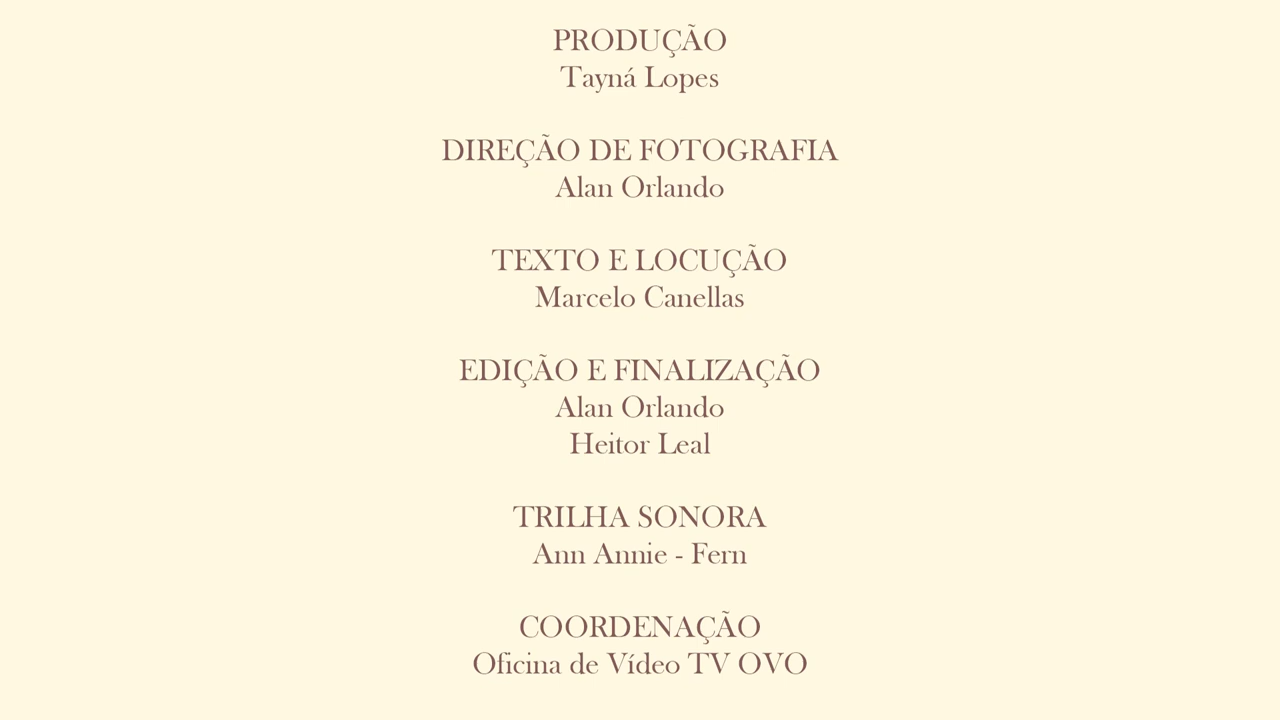 PRODUÇÃO
Tayná Lopes
DIREÇÃO DE FOTOGRAFIA
Alan Orlando
TEXTO E LOCUÇÃO
Marcelo Canellas
EDIÇÃO E FINALIZAÇÃO
Alan Orlando
Heitor Leal
TRILHA SONORA
Ann Annie - Fern
COORDENAÇÃO
Oficina de Vídeo TV OVO